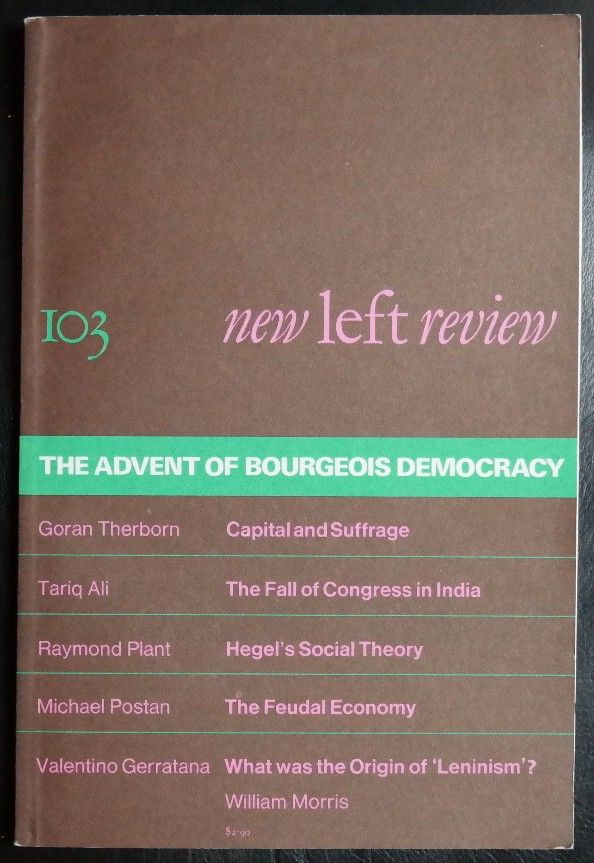 103 new left review
THE ADVENT OF BOURGEOIS DEMOCRACY
Goran Therborn Capital and Suffrage
Tariq Ali The Fall of Congress in India
Raymond Plant Hegel's Social Theory
Michael Postan The Feudal Economy
Valentino Gerratana What was the Origin of ‘Leninism’?
William Morris
$2.90